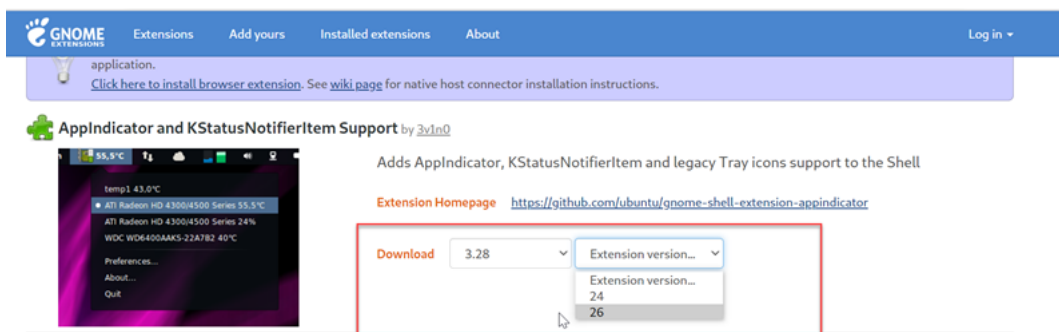 GNOME EXTENSIONS Extensions Add yours Installed extensions About Log in
application.
Click here to install browser extension. See wiki page for native host connector installation instructions.
AppIndicator and KStatusNotifierItem Support by 3v1n0
55,5°C
temp1 43.0°C
ATI Radeon HD 4300/4500 Series 55.5°C
ATI Radeon HD 4300/4500 Series 24%
WDC WD6400AAKS-22A7B2 40°C
Preferences...
About...
Quit
Adds AppIndicator, KStatusNotifierItem and legacy Tray icons support to the Shell
Extension Homepage https://github.com/ubuntu/gnome-shell-extension-appindicator
Download 3.28 Extension version...
Extension version...
24
26